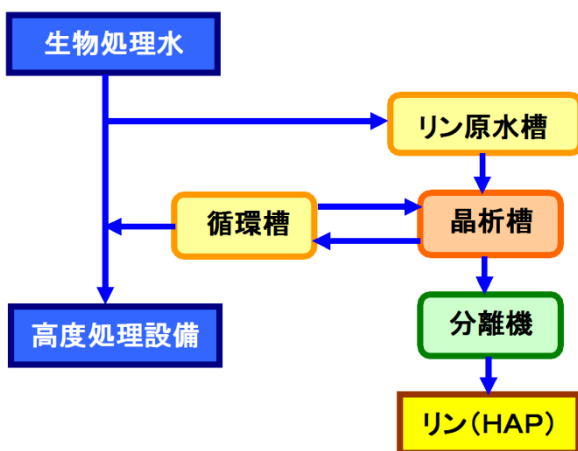 生物処理水
リン原水槽
循環槽
晶析槽
高度処理設備
分離機
リン(HAP)